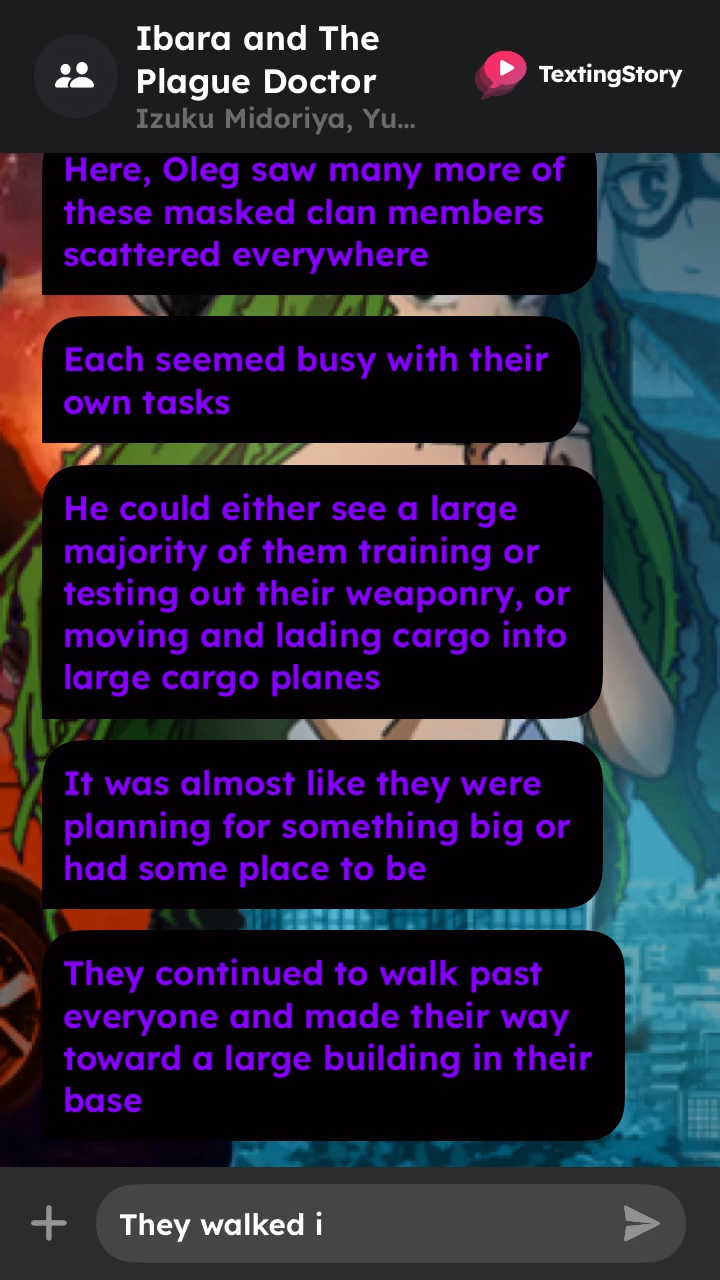 Ibara and The
Plague Doctor
Izuku Midoriya, Yu...
TextingStory
Here, Oleg saw many more of
these masked clan members
scattered everywhere
Each seemed busy with their
own tasks
He could either see a large
majority of them training or
testing out their weaponry, or
moving and lading cargo into
large cargo planes
It was almost like they were
planning for something big or
had some place to be
They continued to walk past
everyone and made their way
toward a large building in their
base
They walked i